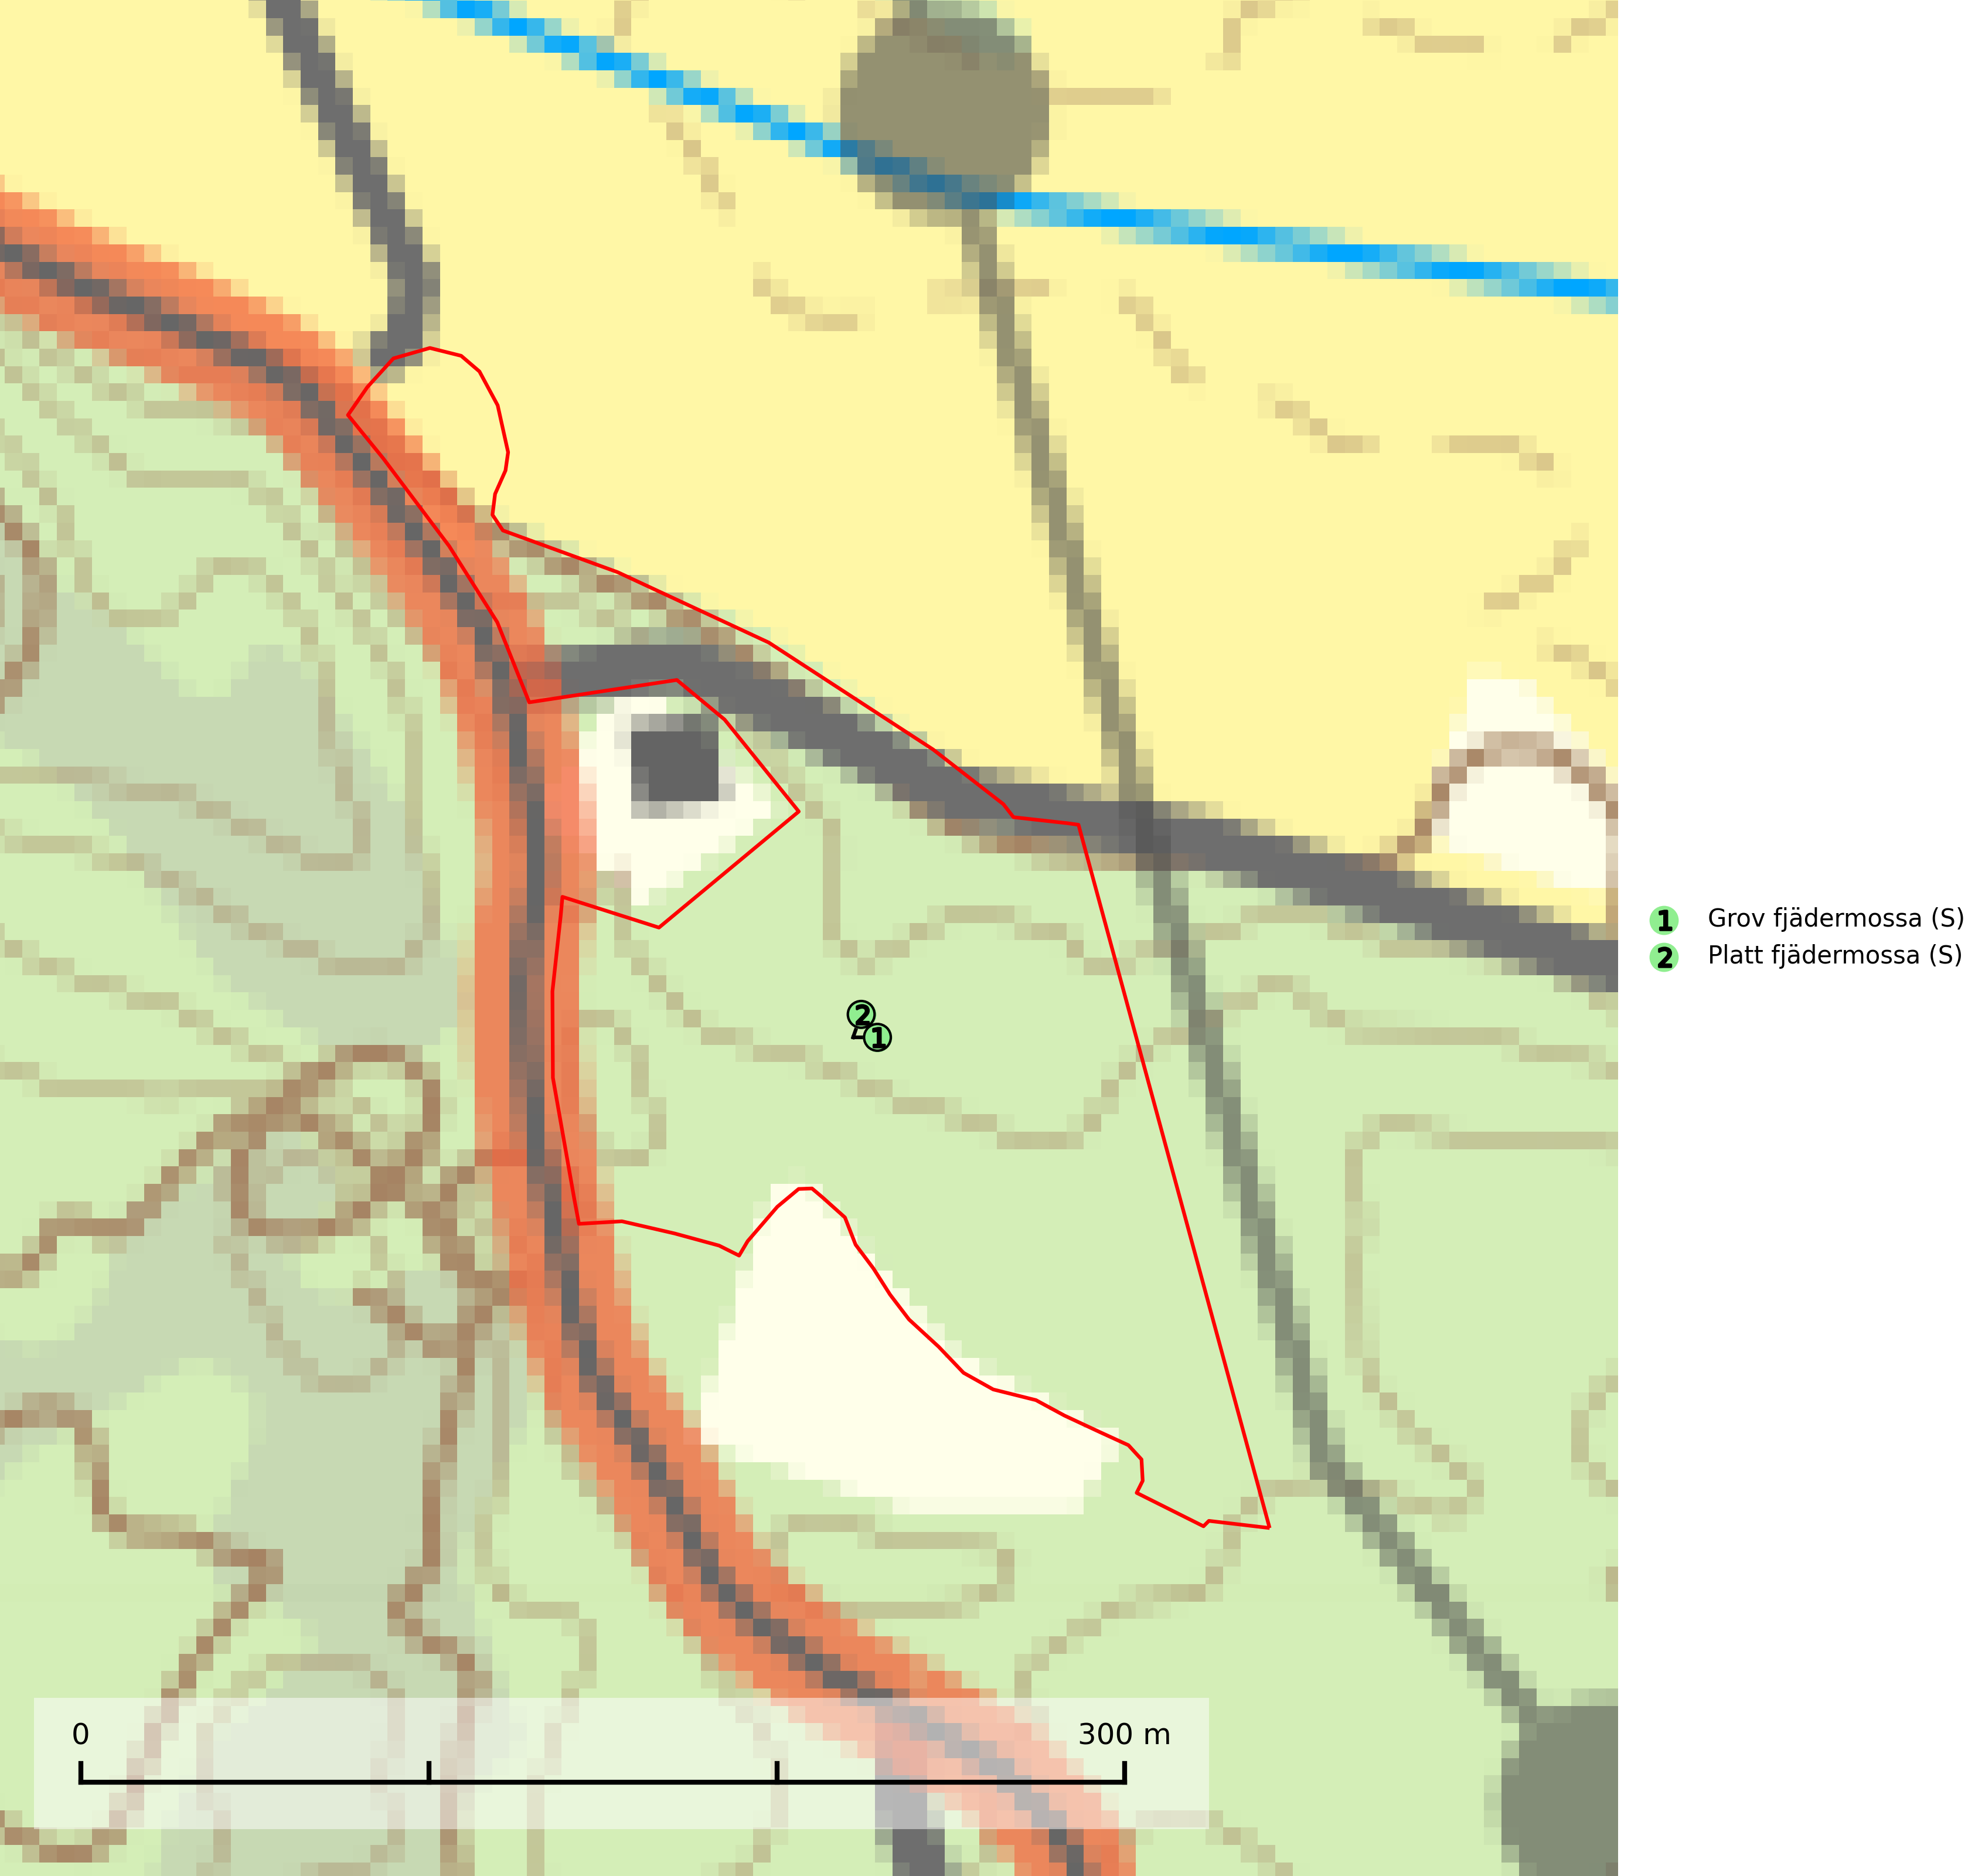 2
1
1 Grov fjädermossa (S)
2 Platt fjädermossa (S)
0 300 m